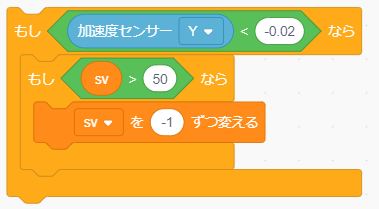 もし 加速度センサー Y < -0.02 なら
もし sv > 50 なら
sv を -1 ずつ変える